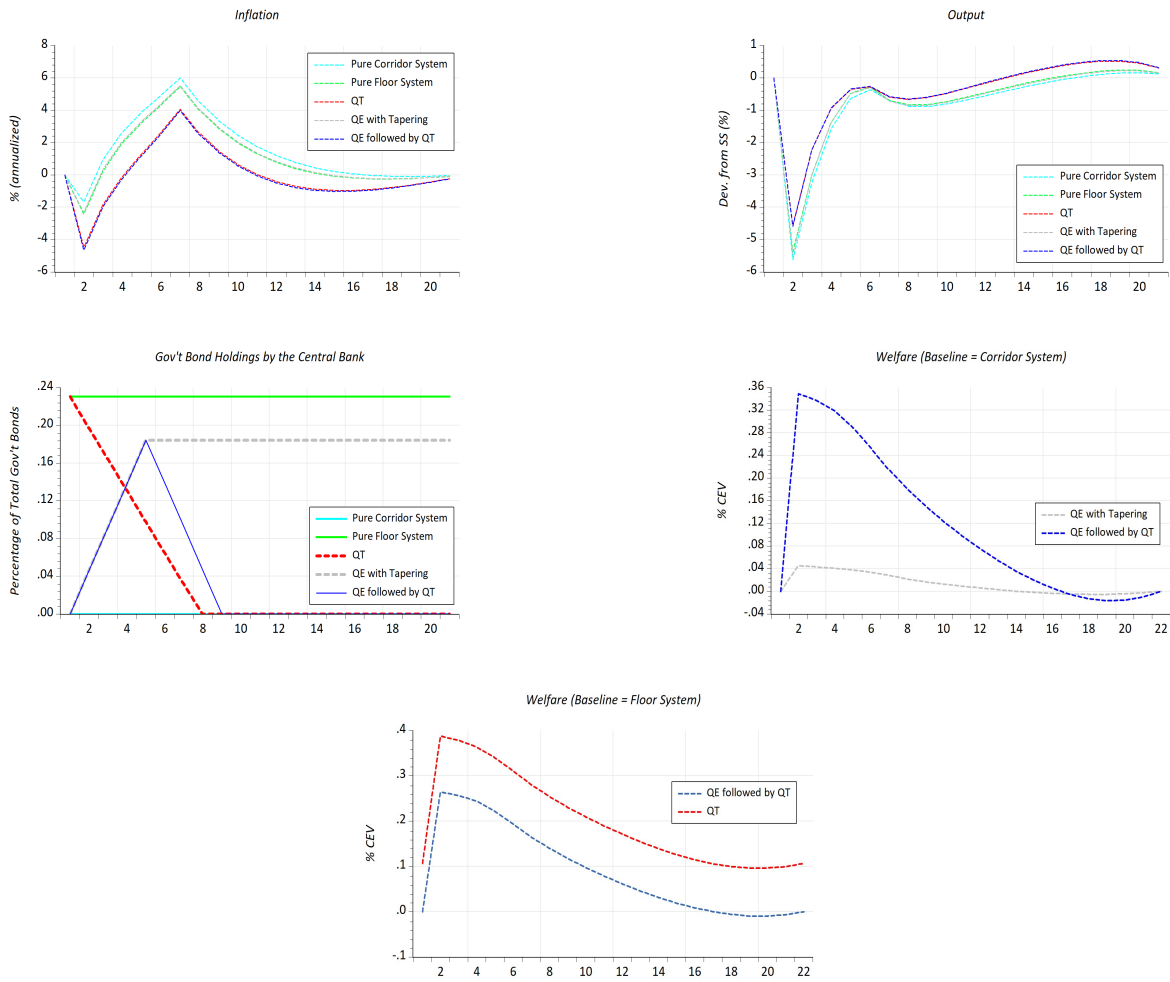 Inflation
% (annualized)
8
6
4
2
0
-2
-4
-6
Pure Corridor System
Pure Floor System
QT
QE with Tapering
QE followed by QT
2 4 6 8 10 12 14 16 18 20
Output
Dev. from SS (%)
1
0
-1
-2
-3
-4
-5
-6
Pure Corridor System
Pure Floor System
QT
QE with Tapering
QE followed by QT
2 4 6 8 10 12 14 16 18 20
Gov't Bond Holdings by the Central Bank
Percentage of Total Gov't Bonds
.24
.20
.16
.12
.08
.04
.00
Pure Corridor System
Pure Floor System
QT
QE with Tapering
QE followed by QT
2 4 6 8 10 12 14 16 18 20
Welfare (Baseline = Corridor System)
% CEV
.36
.32
.28
.24
.20
.16
.12
.08
.04
.00
-.04
QE with Tapering
QE followed by QT
2 4 6 8 10 12 14 16 18 20 22
Welfare (Baseline = Floor System)
% CEV
.4
.3
.2
.1
.0
-.1
QE followed by QT
QT
2 4 6 8 10 12 14 16 18 20 22